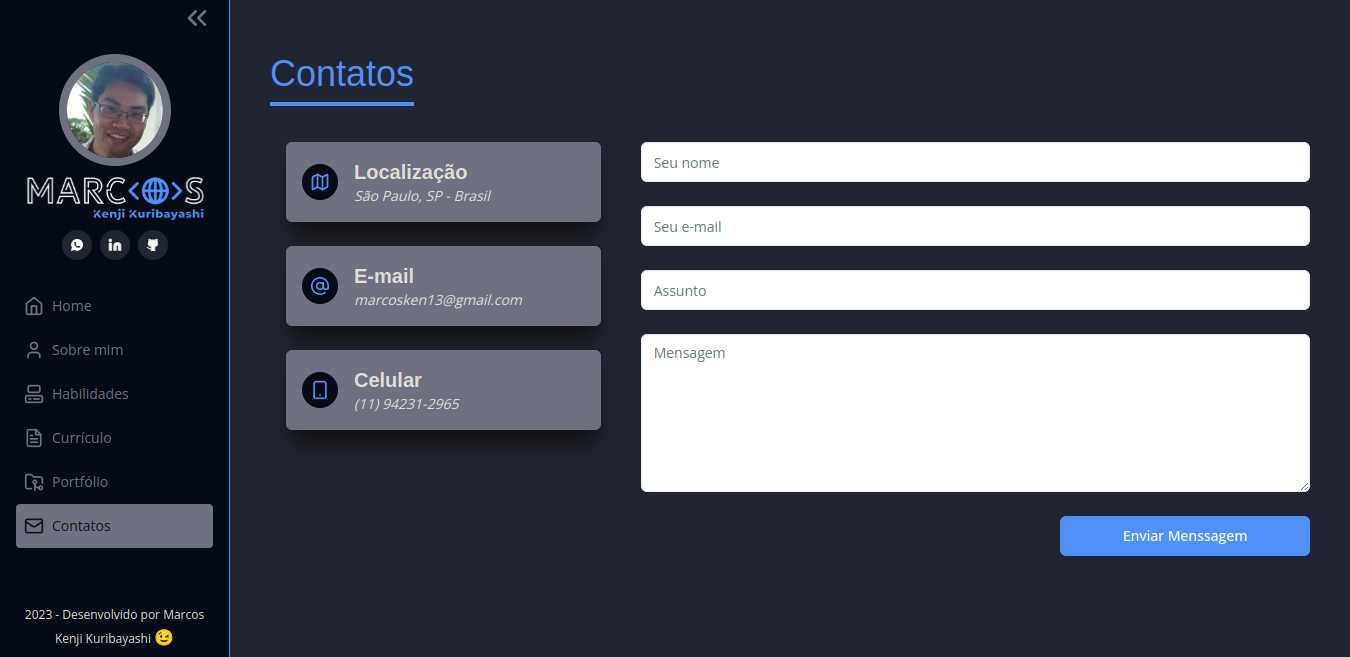 MARC<>S
Kenji Kuribayashi
Home
Sobre mim
Habilidades
Currículo
Portfólio
Contatos
2023 - Desenvolvido por Marcos
Kenji Kuribayashi 😉
Contatos
Localização
São Paulo, SP - Brasil
E-mail
marcosken13@gmail.com
Celular
(11) 94231-2965
Seu nome
Seu e-mail
Assunto
Mensagem
Enviar Menssagem